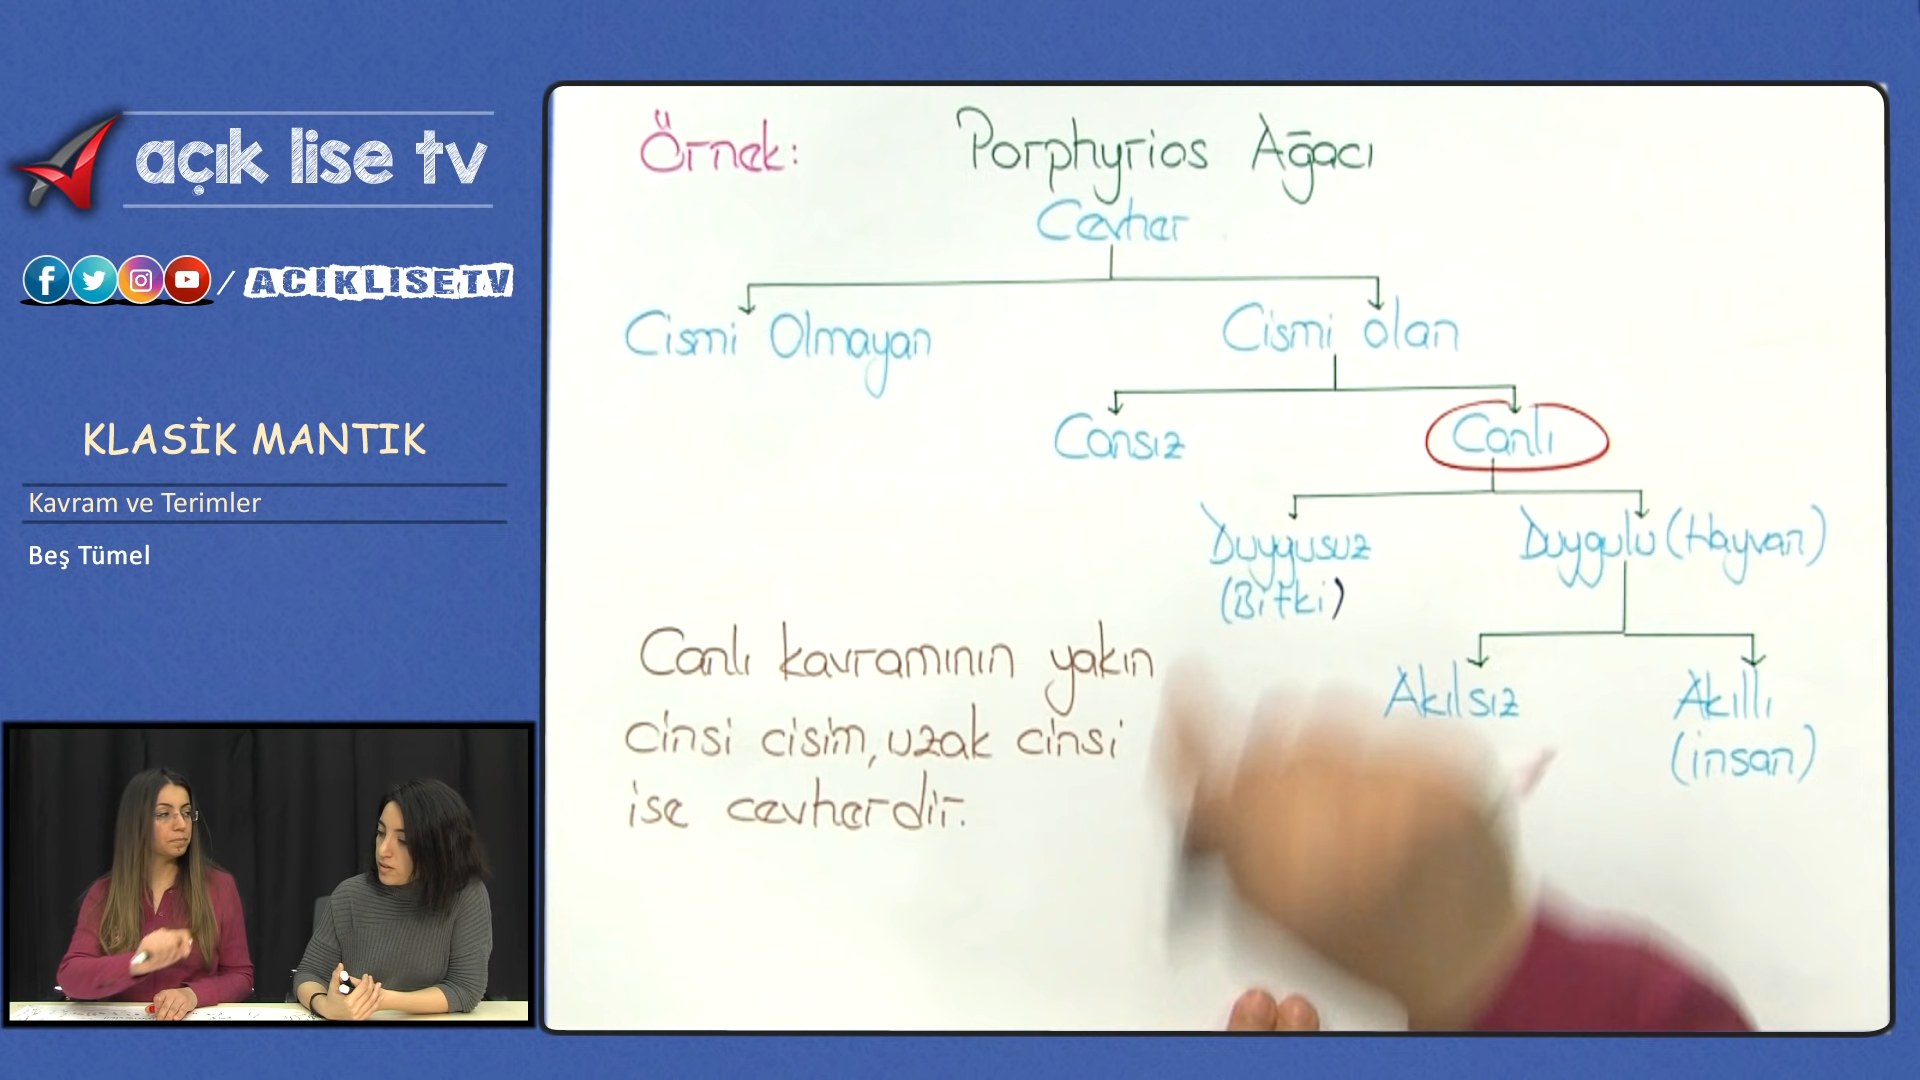 açık lise tv
/ ACIKLISETV
KLASİK MANTIK
Kavram ve Terimler
Beş Tümel
Örnek: Porphyrios Ağacı
Cevher
Cismi Olmayan Cismi olan
Cansız Canlı
Duygusuz Duygulu (Hayvan)
(Bitki)
Akılsız Akıllı
(insan)
Canlı kavramının yakın
cinsi cisim, uzak cinsi
ise cevherdir.